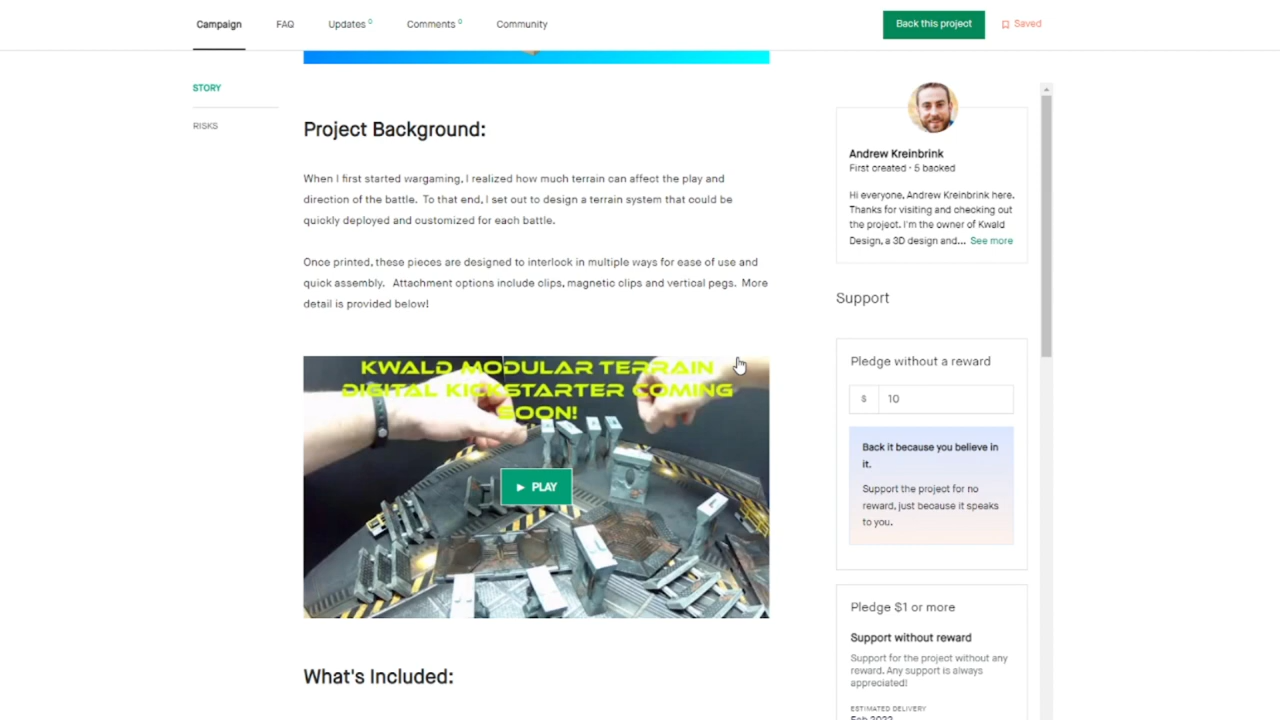 Campaign FAQ Updates 0 Comments 0 Community Back this project Saved
STORY
RISKS
Project Background:
When I first started wargaming, I realized how much terrain can affect the play and
direction of the battle. To that end, I set out to design a terrain system that could be
quickly deployed and customized for each battle.
Once printed, these pieces are designed to interlock in multiple ways for ease of use and
quick assembly. Attachment options include clips, magnetic clips and vertical pegs. More
detail is provided below!
KWALD MODULAR TERRAIN
DIGITAL KICKSTARTER COMING
SOON!
PLAY
What's Included:
Andrew Kreinbrink
First created · 5 backed
Hi everyone, Andrew Kreinbrink here.
Thanks for visiting and checking out
the project. I'm the owner of Kwald
Design, a 3D design and... See more
Support
Pledge without a reward
$ 10
Back it because you believe in
it.
Support the project for no
reward, just because it speaks
to you.
Pledge $1 or more
Support without reward
Support for the project without any
reward. Any support is always
appreciated!
ESTIMATED DELIVERY
Feb 2022